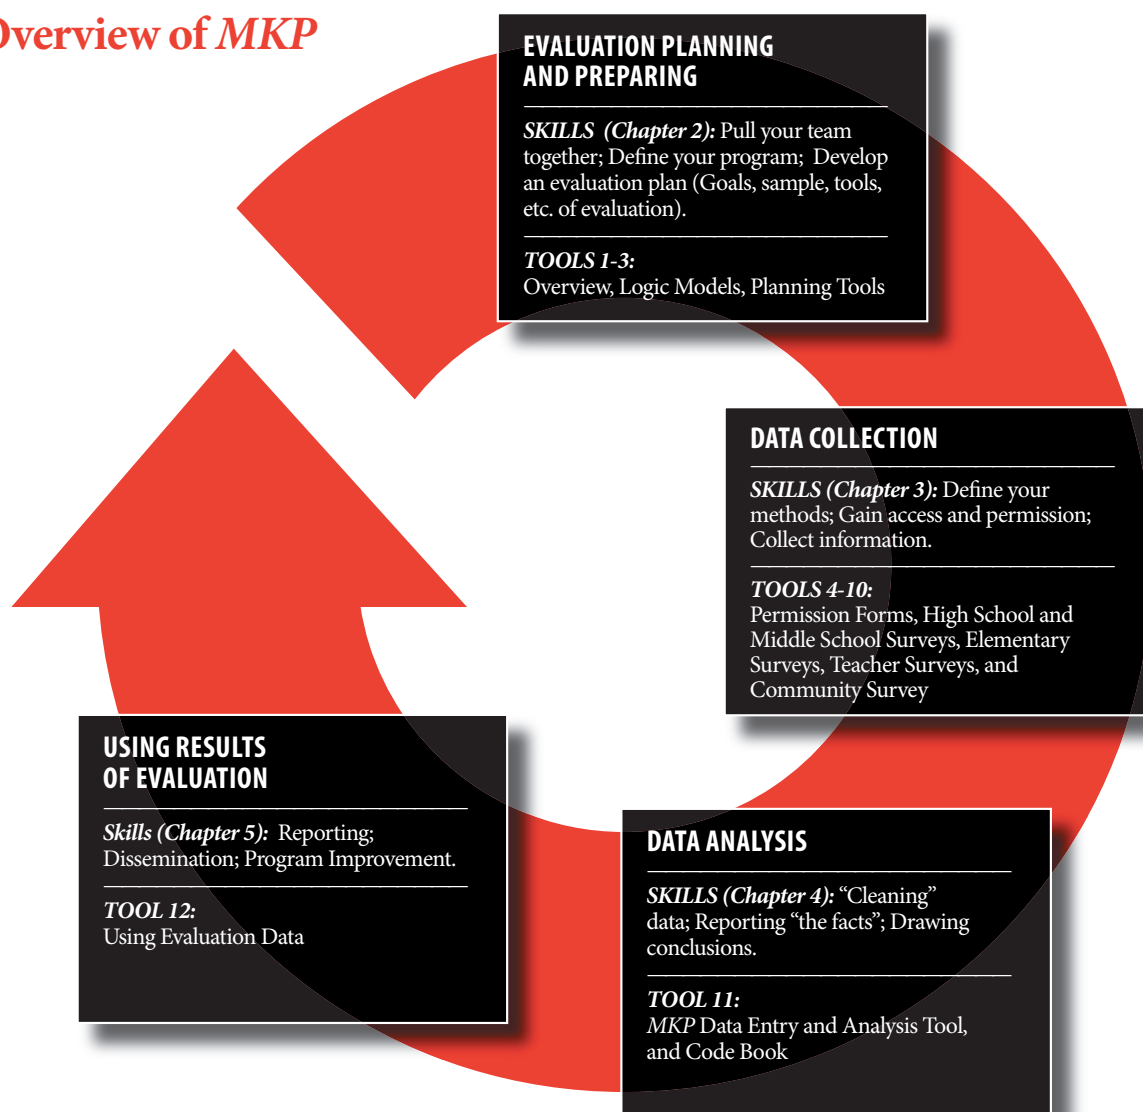 Overview of MKP
EVALUATION PLANNING
AND PREPARING
SKILLS (Chapter 2): Pull your team
together; Define your program; Develop
an evaluation plan (Goals, sample, tools,
etc. of evaluation).
TOOLS 1-3:
Overview, Logic Models, Planning Tools
DATA COLLECTION
SKILLS (Chapter 3): Define your
methods; Gain access and permission;
Collect information.
TOOLS 4-10:
Permission Forms, High School and
Middle School Surveys, Elementary
Surveys, Teacher Surveys, and
Community Survey
DATA ANALYSIS
SKILLS (Chapter 4): “Cleaning”
data; Reporting “the facts”; Drawing
conclusions.
TOOL 11:
MKP Data Entry and Analysis Tool,
and Code Book
USING RESULTS
OF EVALUATION
Skills (Chapter 5): Reporting;
Dissemination; Program Improvement.
TOOL 12:
Using Evaluation Data